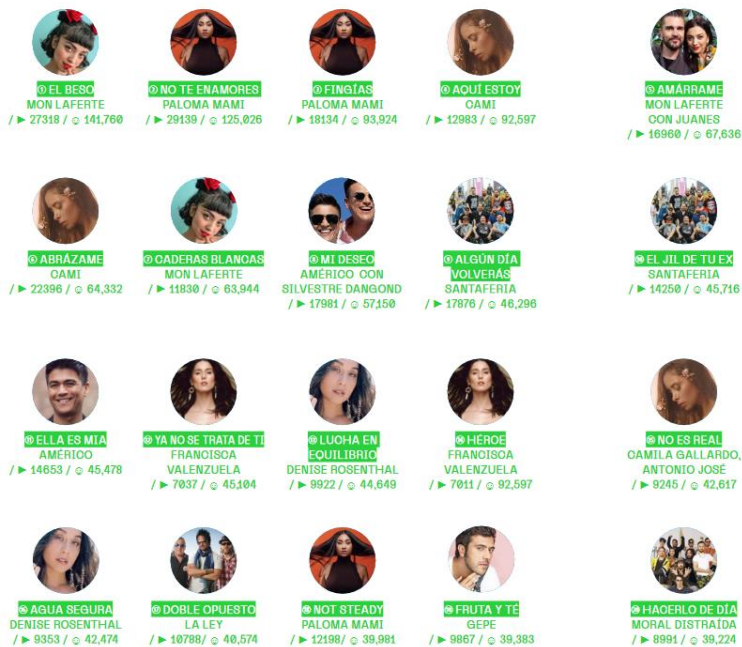 ① EL BESO
MON LAFERTE
/ ► 27318 / ☺ 141,760
② NO TE ENAMORES
PALOMA MAMI
/ ► 29139 / ☺ 125,026
③ FINGÍAS
PALOMA MAMI
/ ► 18134 / ☺ 93,924
④ AQUÍ ESTOY
CAMI
/ ► 12983 / ☺ 92,597
⑤ AMÁRRAME
MON LAFERTE
CON JUANES
/ ► 16960 / ☺ 67,636
⑥ ABRÁZAME
CAMI
/ ► 22396 / ☺ 64,332
⑦ CADERAS BLANCAS
MON LAFERTE
/ ► 11830 / ☺ 63,944
⑧ MI DESEO
AMÉRICO CON
SILVESTRE DANGOND
/ ► 17981 / ☺ 57,150
⑨ ALGÚN DÍA
VOLVERÁS
SANTAFERIA
/ ► 17876 / ☺ 46,296
⑩ EL JIL DE TU EX
SANTAFERIA
/ ► 14250 / ☺ 45,716
⑪ ELLA ES MIA
AMÉRICO
/ ► 14653 / ☺ 45,478
⑫ YA NO SE TRATA DE TI
FRANCISCA
VALENZUELA
/ ► 7037 / ☺ 45,104
⑬ LUCHA EN
EQUILIBRIO
DENISE ROSENTHAL
/ ► 9922 / ☺ 44,649
⑭ HÉROE
FRANCISCA
VALENZUELA
/ ► 7011 / ☺ 92,597
⑮ NO ES REAL
CAMILA GALLARDO,
ANTONIO JOSÉ
/ ► 9245 / ☺ 42,617
⑯ AGUA SEGURA
DENISE ROSENTHAL
/ ► 9353 / ☺ 42,474
⑰ DOBLE OPUESTO
LA LEY
/ ► 10788/ ☺ 40,574
⑱ NOT STEADY
PALOMA MAMI
/ ► 12198/ ☺ 39,981
⑲ FRUTA Y TÉ
GEPE
/ ► 9867 / ☺ 39,383
⑳ HACERLO DE DÍA
MORAL DISTRAÍDA
/ ► 8991 / ☺ 39,224